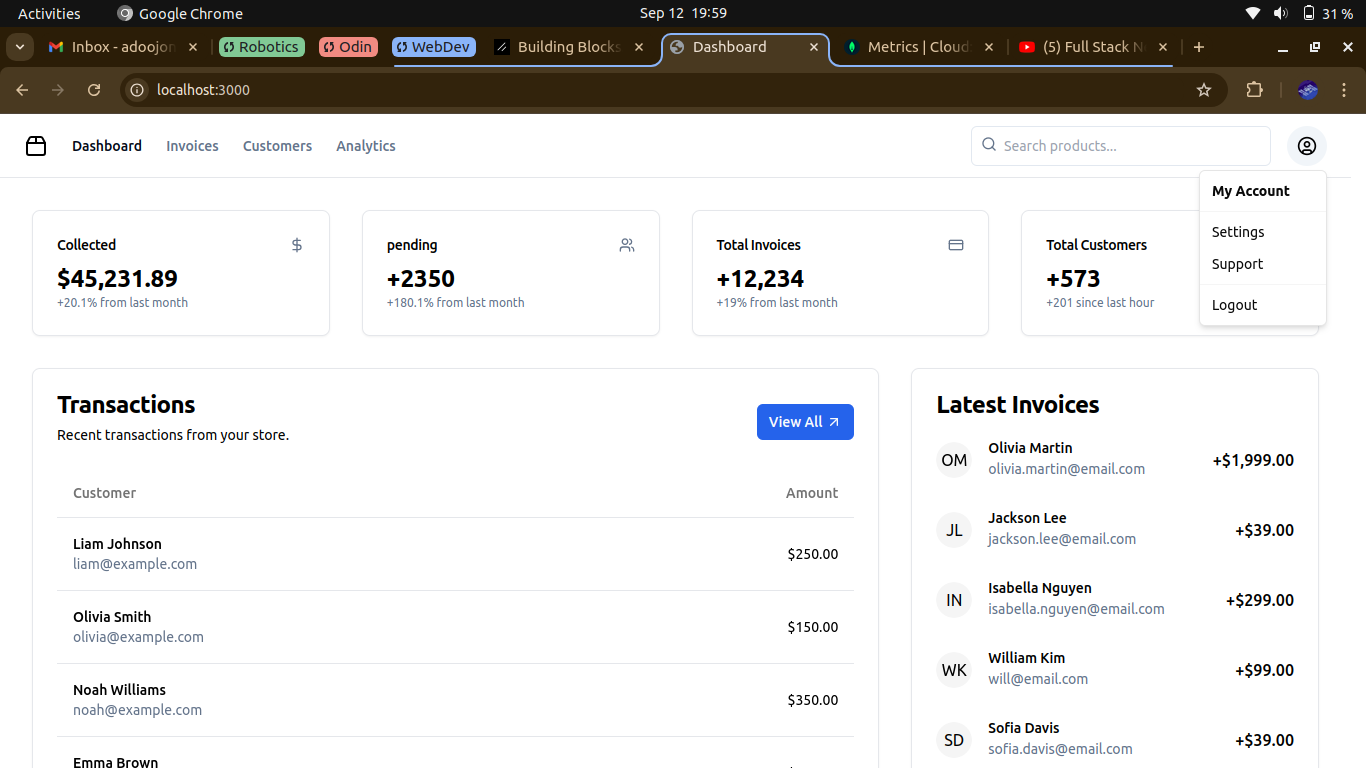 Activities Google Chrome Sep 12 19:59 31 %
Inbox - adoojon Robotics Odin WebDev Building Blocks Dashboard Metrics | Cloud (5) Full Stack N
localhost:3000
Dashboard Invoices Customers Analytics Search products...
My Account
Settings
Support
Logout
Collected $
$45,231.89
+20.1% from last month
pending
+2350
+180.1% from last month
Total Invoices
+12,234
+19% from last month
Total Customers
+573
+201 since last hour
Transactions
Recent transactions from your store.
View All
Customer Amount
Liam Johnson
liam@example.com
$250.00
Olivia Smith
olivia@example.com
$150.00
Noah Williams
noah@example.com
$350.00
Emma Brown
Latest Invoices
OM
Olivia Martin
olivia.martin@email.com
+$1,999.00
JL
Jackson Lee
jackson.lee@email.com
+$39.00
IN
Isabella Nguyen
isabella.nguyen@email.com
+$299.00
WK
William Kim
will@email.com
+$99.00
SD
Sofia Davis
sofia.davis@email.com
+$39.00